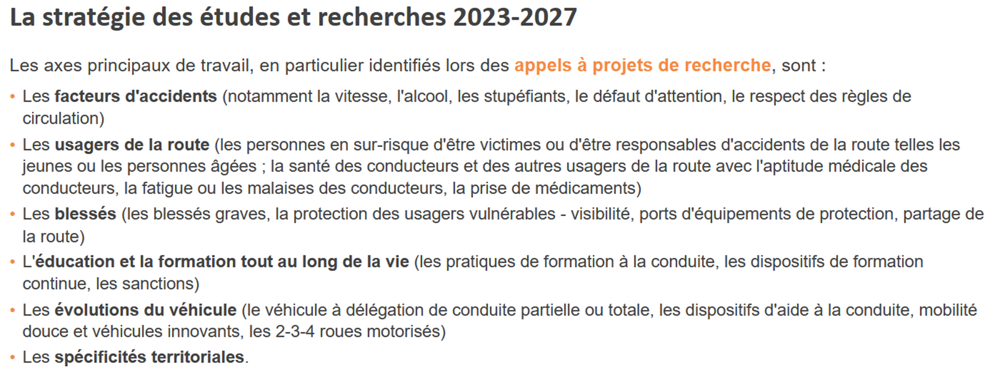 La stratégie des études et recherches 2023-2027
Les axes principaux de travail, en particulier identifiés lors des appels à projets de recherche, sont :
• Les facteurs d'accidents (notamment la vitesse, l'alcool, les stupéfiants, le défaut d'attention, le respect des règles de
circulation)
• Les usagers de la route (les personnes en sur-risque d'être victimes ou d'être responsables d'accidents de la route telles les
jeunes ou les personnes âgées ; la santé des conducteurs et des autres usagers de la route avec l'aptitude médicale des
conducteurs, la fatigue ou les malaises des conducteurs, la prise de médicaments)
• Les blessés (les blessés graves, la protection des usagers vulnérables - visibilité, ports d'équipements de protection, partage de
la route)
• L'éducation et la formation tout au long de la vie (les pratiques de formation à la conduite, les dispositifs de formation
continue, les sanctions)
• Les évolutions du véhicule (le véhicule à délégation de conduite partielle ou totale, les dispositifs d'aide à la conduite, mobilité
douce et véhicules innovants, les 2-3-4 roues motorisés)
• Les spécificités territoriales.